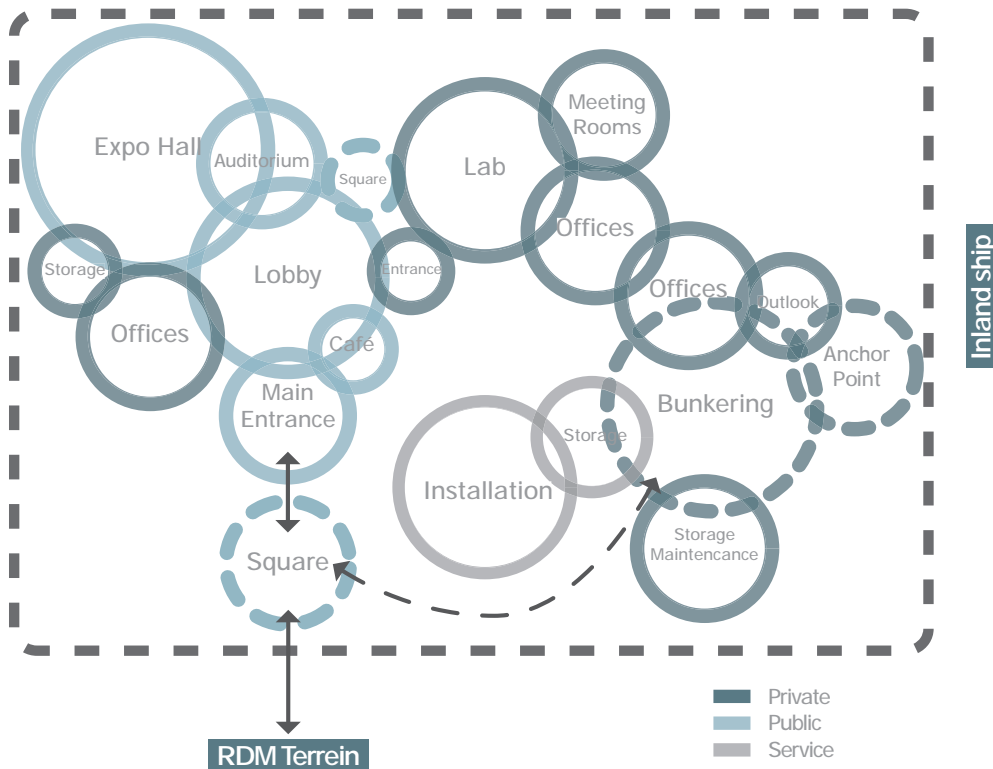 Expo Hall
Auditorium
Square
Lab
Meeting
Rooms
Offices
Storage
Lobby
Entrance
Offices
Outlook
Offices
Café
Main
Entrance
Anchor
Point
Bunkering
Storage
Installation
Square
Storage
Maintencance
Inland ship
RDM Terrein
Private
Public
Service